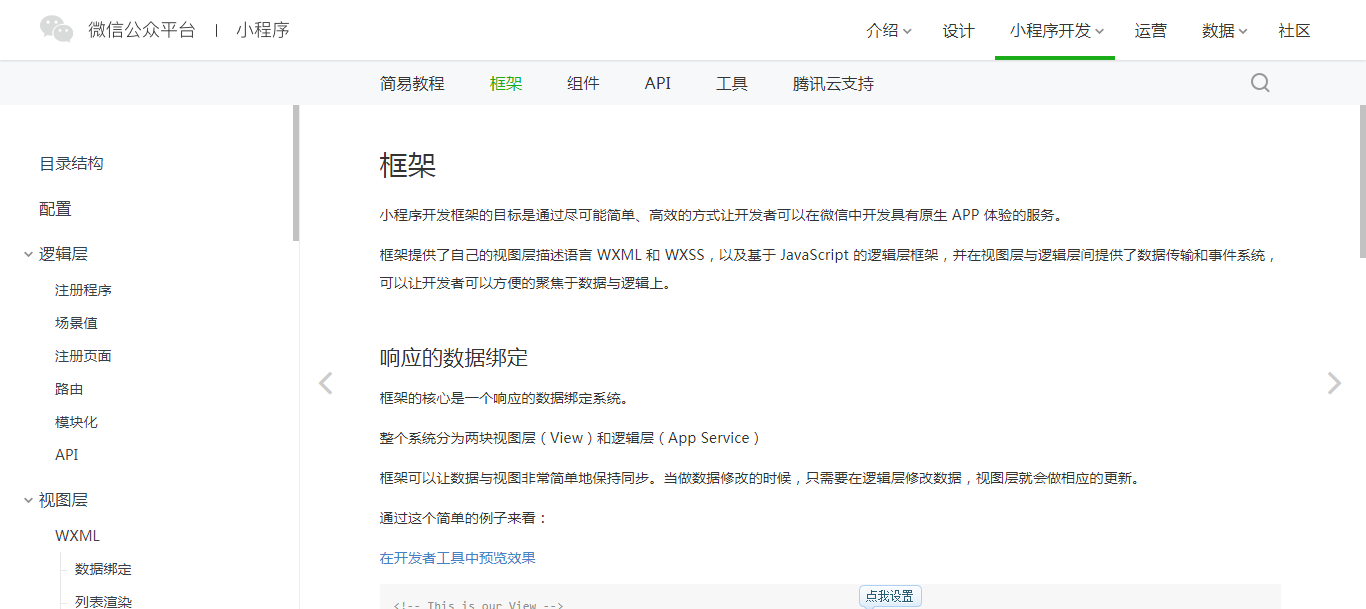 微信公众平台 | 小程序
介绍 设计 小程序开发 运营 数据 社区
简易教程 框架 组件 API 工具 腾讯云支持
目录结构
配置
逻辑层
注册程序
场景值
注册页面
路由
模块化
API
视图层
WXML
数据绑定
列表渲染
框架
小程序开发框架的目标是通过尽可能简单、高效的方式让开发者可以在微信中开发具有原生 APP 体验的服务。
框架提供了自己的视图层描述语言 WXML 和 WXSS，以及基于 JavaScript 的逻辑层框架，并在视图层与逻辑层间提供了数据传输和事件系统，
可以让开发者可以方便的聚焦于数据与逻辑上。
响应的数据绑定
框架的核心是一个响应的数据绑定系统。
整个系统分为两块视图层（View）和逻辑层（App Service）
框架可以让数据与视图非常简单地保持同步。当做数据修改的时候，只需要在逻辑层修改数据，视图层就会做相应的更新。
通过这个简单的例子来看：
在开发者工具中预览效果
<!-- This is our View -->
点我设置